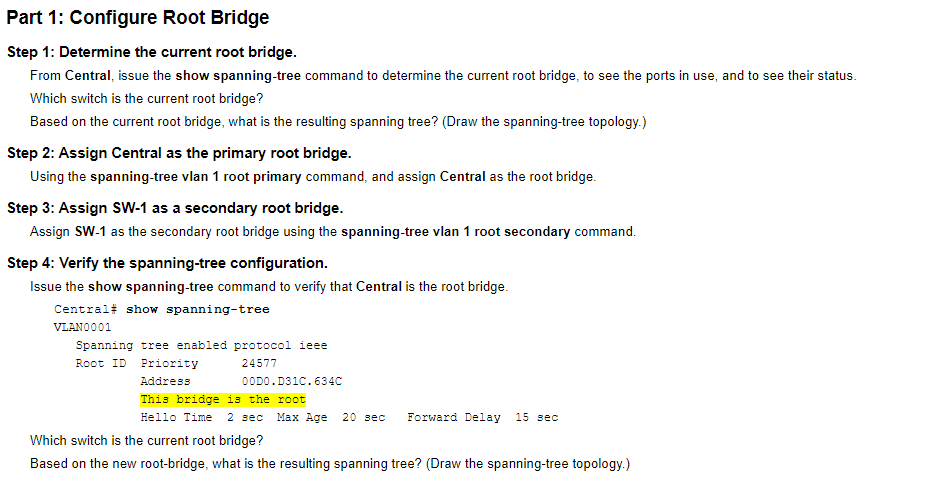 Part 1: Configure Root Bridge
Step 1: Determine the current root bridge.
From Central, issue the show spanning-tree command to determine the current root bridge, to see the ports in use, and to see their status.
Which switch is the current root bridge?
Based on the current root bridge, what is the resulting spanning tree? (Draw the spanning-tree topology.)
Step 2: Assign Central as the primary root bridge.
Using the spanning-tree vlan 1 root primary command, and assign Central as the root bridge.
Step 3: Assign SW-1 as a secondary root bridge.
Assign SW-1 as the secondary root bridge using the spanning-tree vlan 1 root secondary command.
Step 4: Verify the spanning-tree configuration.
Issue the show spanning-tree command to verify that Central is the root bridge.
Central# show spanning-tree
VLAN0001
Spanning tree enabled protocol ieee
Root ID Priority 24577
Address 00D0.D31C.634C
This bridge is the root
Hello Time 2 sec Max Age 20 sec Forward Delay 15 sec
Which switch is the current root bridge?
Based on the new root-bridge, what is the resulting spanning tree? (Draw the spanning-tree topology.)